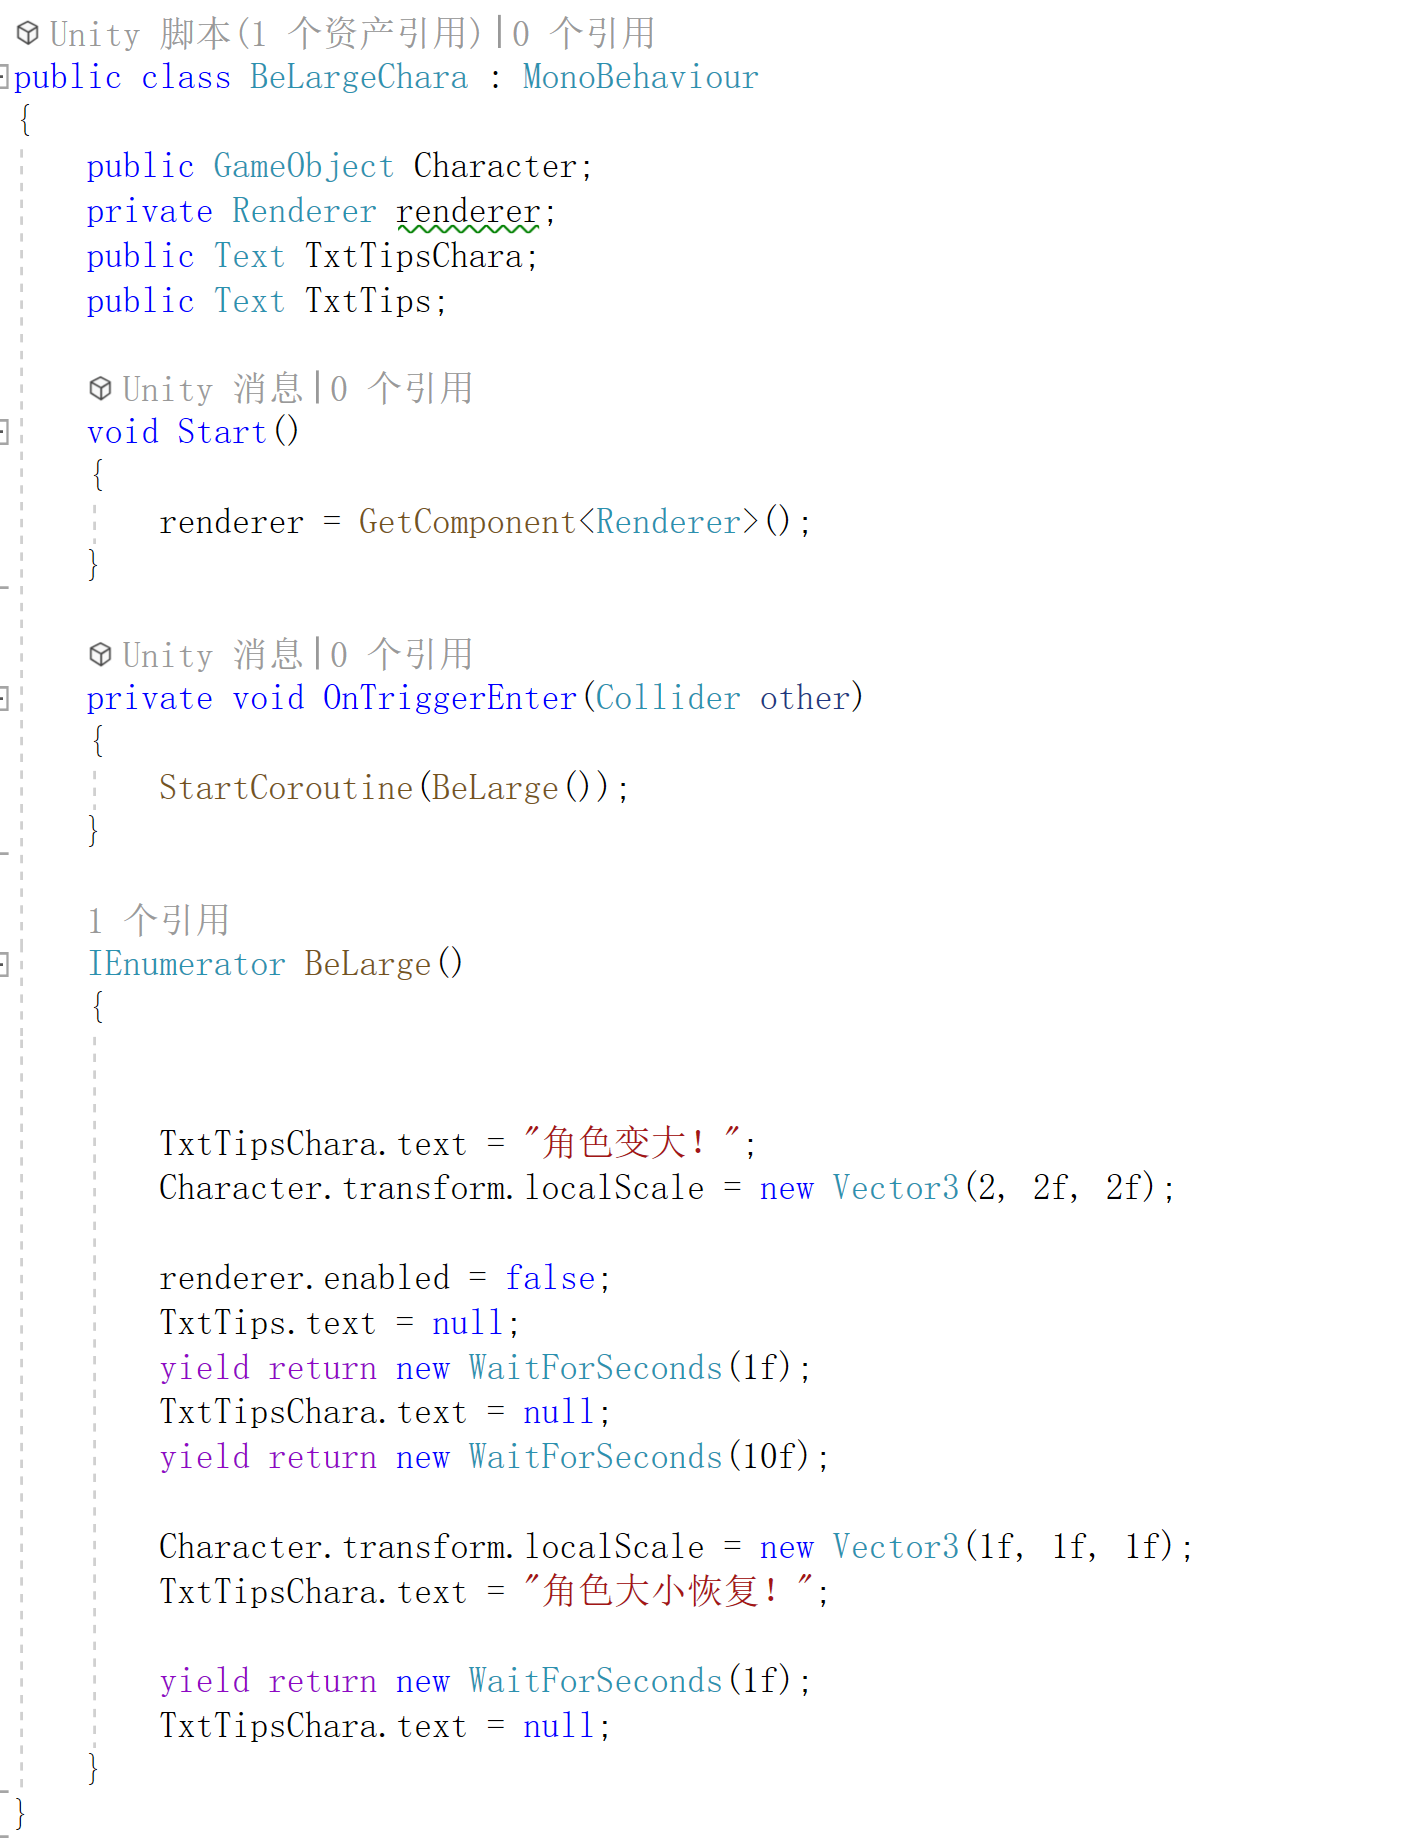 Unity 脚本(1 个资产引用)|0 个引用
public class BeLargeChara : MonoBehaviour
{
public GameObject Character;
private Renderer renderer;
public Text TxtTipsChara;
public Text TxtTips;
Unity 消息|0 个引用
void Start()
{
renderer = GetComponent<Renderer>();
}
Unity 消息|0 个引用
private void OnTriggerEnter(Collider other)
{
StartCoroutine(BeLarge());
}
1 个引用
IEnumerator BeLarge()
{
TxtTipsChara.text = "角色变大！";
Character.transform.localScale = new Vector3(2, 2f, 2f);
renderer.enabled = false;
TxtTips.text = null;
yield return new WaitForSeconds(1f);
TxtTipsChara.text = null;
yield return new WaitForSeconds(10f);
Character.transform.localScale = new Vector3(1f, 1f, 1f);
TxtTipsChara.text = "角色大小恢复！";
yield return new WaitForSeconds(1f);
TxtTipsChara.text = null;
}
}